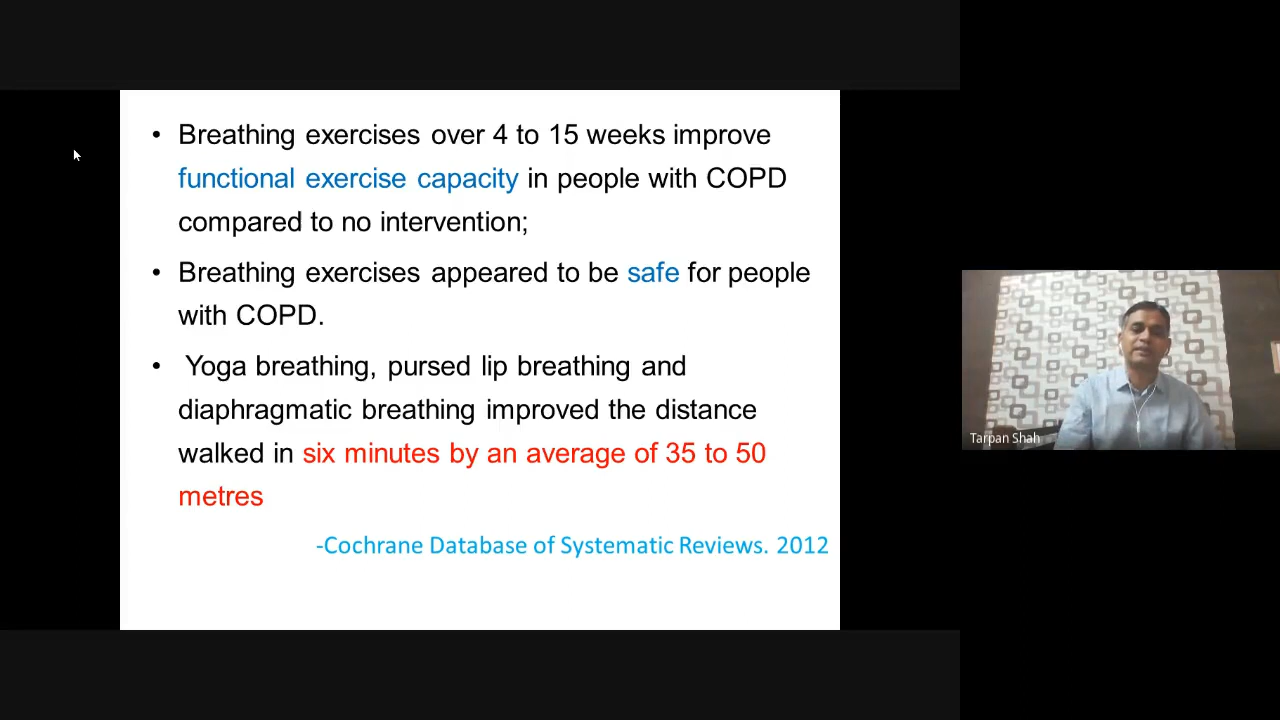 • Breathing exercises over 4 to 15 weeks improve
functional exercise capacity in people with COPD
compared to no intervention;
• Breathing exercises appeared to be safe for people
with COPD.
• Yoga breathing, pursed lip breathing and
diaphragmatic breathing improved the distance
walked in six minutes by an average of 35 to 50
metres
-Cochrane Database of Systematic Reviews. 2012
Tarpan Shah